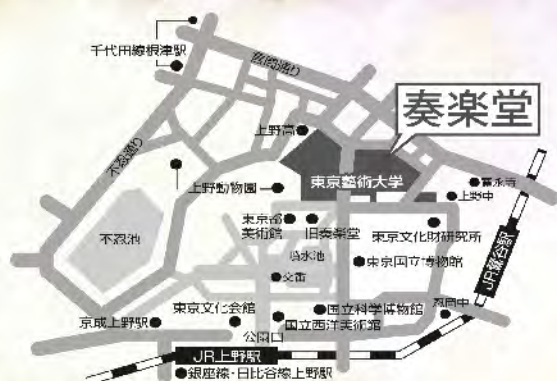 千代田線根津駅
言問通り
奏楽堂
上野高
不忍通り
東京藝術大学
寛永寺
上野中
上野動物園
東京都
美術館
旧奏楽堂
東京文化財研究所
不忍池
噴水池
JR鶯谷駅
東京国立博物館
交番
東京文化会館
国立科学博物館
忍岡中
京成上野駅
国立西洋美術館
公園口
JR上野駅
銀座線・日比谷線上野駅